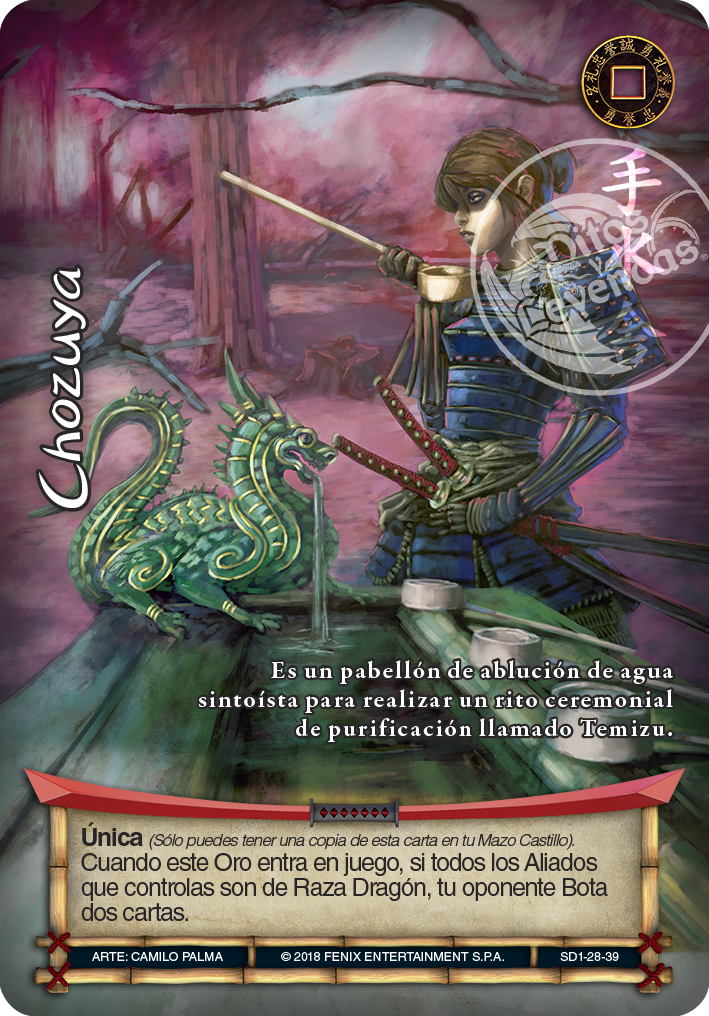 手水
Mitos y Leyendas®
Chozuya
Es un pabellón de ablución de agua
sintoísta para realizar un rito ceremonial
de purificación llamado Temizu.
Única (Sólo puedes tener una copia de esta carta en tu Mazo Castillo).
Cuando este Oro entra en juego, si todos los Aliados
que controlas son de Raza Dragón, tu oponente Bota
dos cartas.
ARTE: CAMILO PALMA
© 2018 FENIX ENTERTAINMENT S.P.A.
SD1-28-39